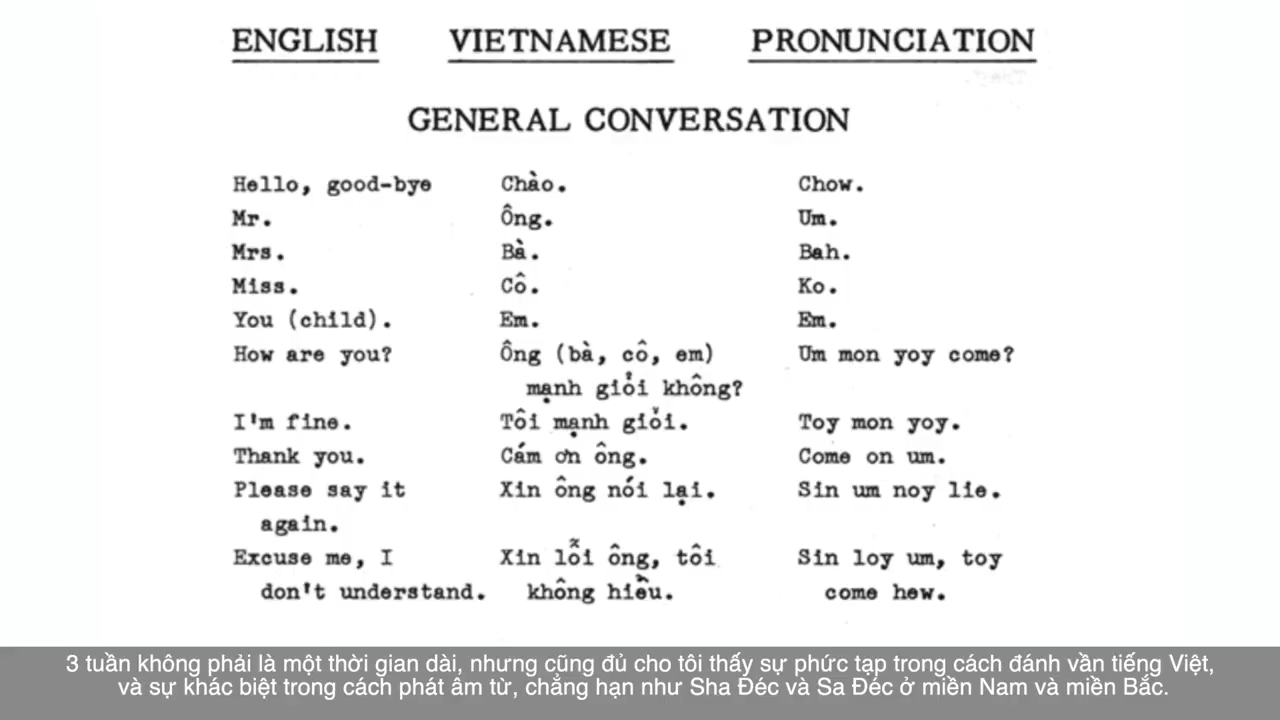 ENGLISH VIETNAMESE PRONUNCIATION
GENERAL CONVERSATION
Hello, good-bye Chào. Chow.
Mr. Ông. Um.
Mrs. Bà. Bah.
Miss. Cô. Ko.
You (child). Em. Em.
How are you? Ông (bà, cô, em) Um mon yoy come?
mạnh giỏi không?
I'm fine. Tôi mạnh giỏi. Toy mon yoy.
Thank you. Cám ơn ông. Come on um.
Please say it Xin ông nói lại. Sin um noy lie.
again.
Excuse me, I Xin lỗi ông, tôi Sin loy um, toy
don't understand. không hiểu. come hew.
3 tuần không phải là một thời gian dài, nhưng cũng đủ cho tôi thấy sự phức tạp trong cách đánh vần tiếng Việt,
và sự khác biệt trong cách phát âm từ, chẳng hạn như Sha Đéc và Sa Đéc ở miền Nam và miền Bắc.